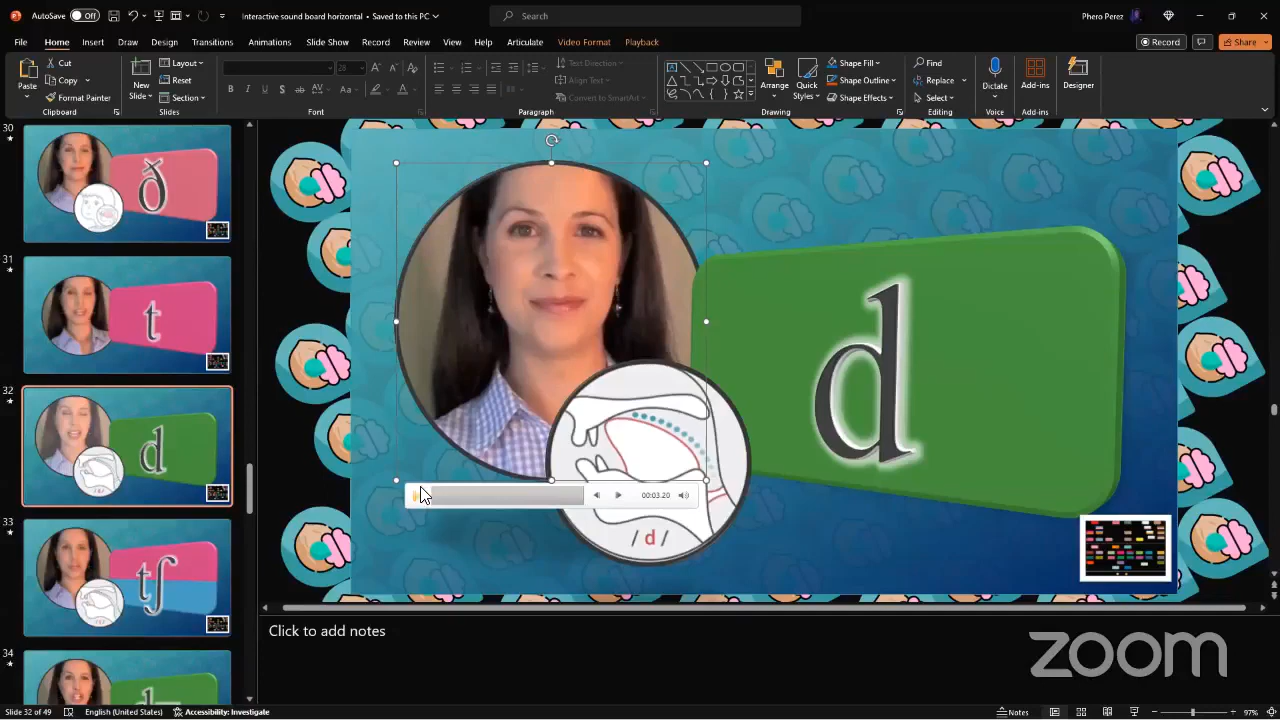 AutoSave Off Interactive sound board horizontal • Saved to this PC Search Phero Perez
File Home Insert Draw Design Transitions Animations Slide Show Record Review View Help Articulate Video Format Playback Record Share
Paste Cut Copy Format Painter Clipboard
New Slide Layout Reset Section Slides
28 B I U S ab AV Aa A Font
Text Direction Align Text Convert to SmartArt Paragraph
Arrange Quick Styles Shape Fill Shape Outline Shape Effects Drawing
Find Replace Select Editing
Dictate Voice
Add-ins Add-ins
Designer
30
ð
31
t
32
d
33
tʃ
34
d
00:03.20
/ d /
Click to add notes
zoom
Slide 32 of 49 English (United States) Accessibility: Investigate Notes 97%